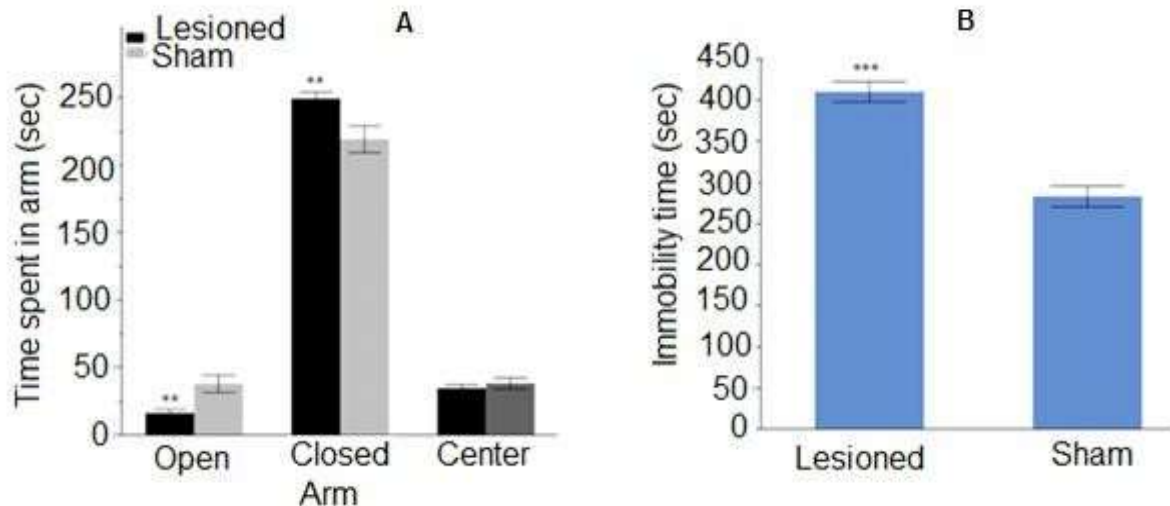 A
Lesioned
Sham
Time spent in arm (sec)
250
200
150
100
50
0
**
**
Open Closed Center
Arm
B
Immobility time (sec)
450
400
350
300
250
200
150
100
50
0
***
Lesioned Sham